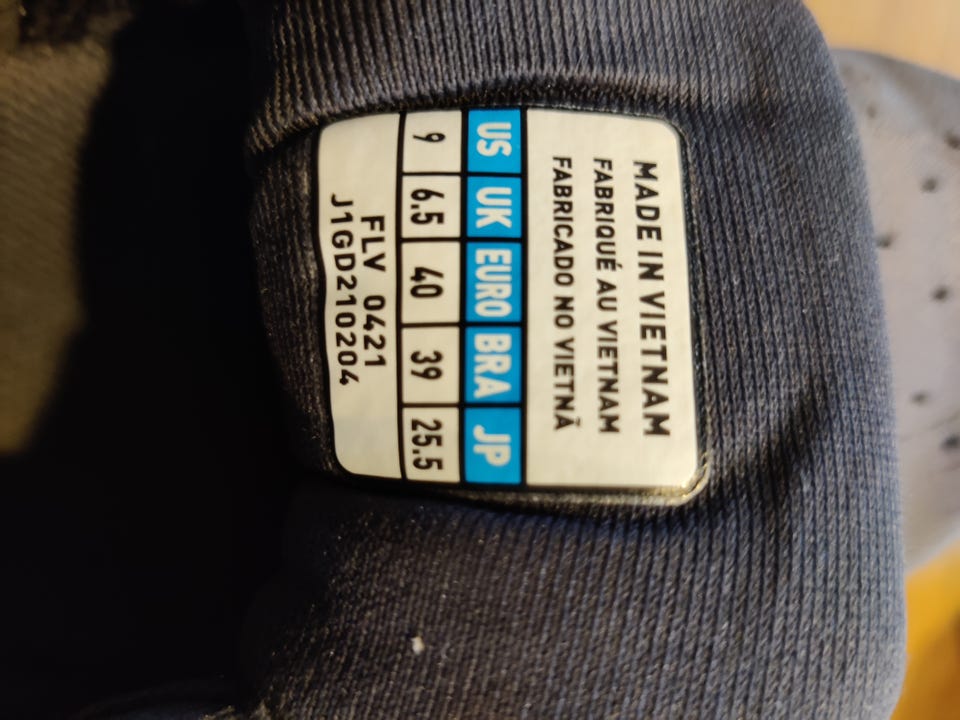 MADE IN VIETNAM
FABRIQUÉ AU VIETNAM
FABRICADO NO VIETNÃ
US UK EURO BRA JP
9 6.5 40 39 25.5
FLV 0421
J1GD210204